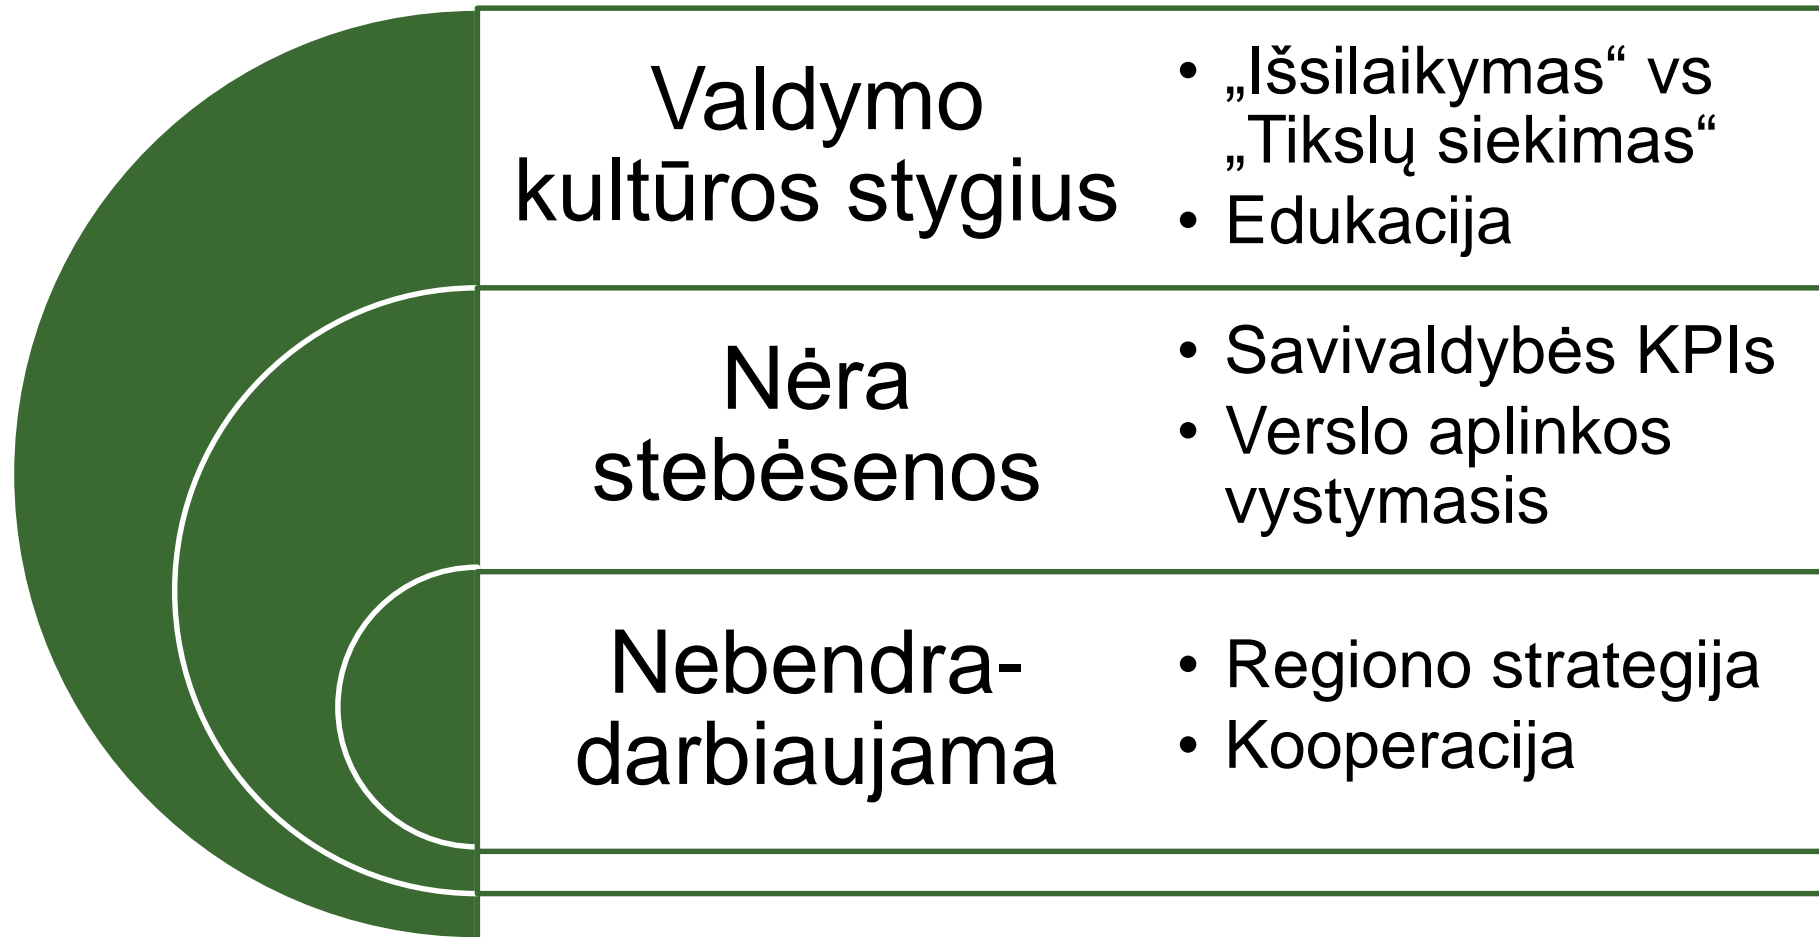 Valdymo
kultūros stygius
• „Išsilaikymas“ vs
„Tikslų siekimas“
• Edukacija
Nėra
stebėsenos
• Savivaldybės KPIs
• Verslo aplinkos
vystymasis
Nebendra-
darbiaujama
• Regiono strategija
• Kooperacija